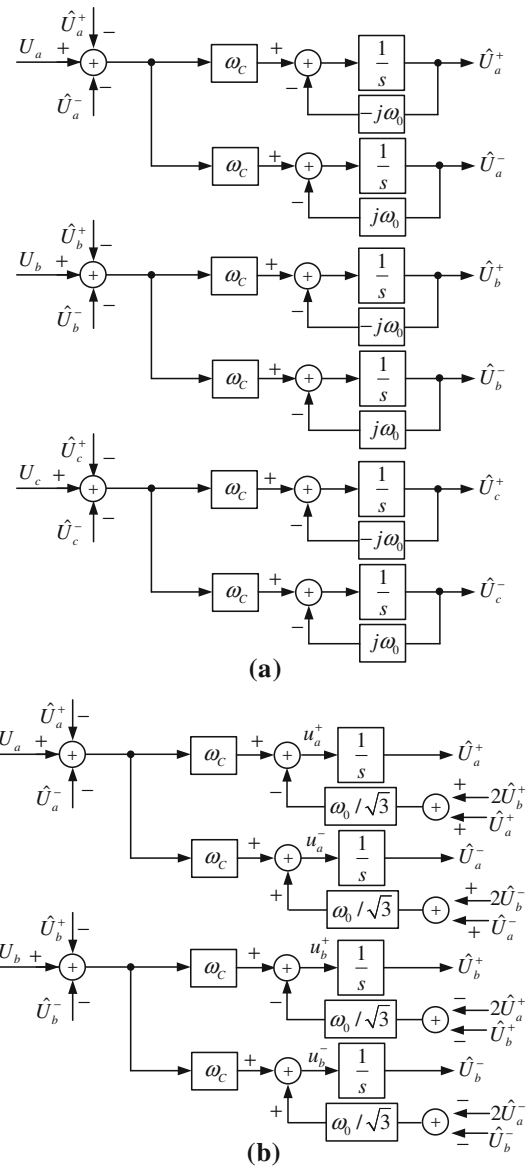 Û_a^+ −
U_a + + ω_C + + 1/s Û_a^+
− −
Û_a^- −jω_0
ω_C + + 1/s Û_a^-
−
jω_0
Û_b^+ −
U_b + + ω_C + + 1/s Û_b^+
− −
Û_b^- −jω_0
ω_C + + 1/s Û_b^-
−
jω_0
Û_c^+ −
U_c + + ω_C + + 1/s Û_c^+
− −
Û_c^- −jω_0
ω_C + + 1/s Û_c^-
−
jω_0
(a)
Û_a^+ −
U_a + + ω_C + + u_a^+ 1/s Û_a^+
− − + 2Û_b^+
Û_a^- ω_0/√3 + + Û_a^+
ω_C + + u_a^- 1/s Û_a^-
+ + 2Û_b^-
ω_0/√3 + + Û_a^-
Û_b^+ −
U_b + + ω_C + + u_b^+ 1/s Û_b^+
− − − 2Û_a^+
Û_b^- ω_0/√3 + − Û_b^+
ω_C + + u_b^- 1/s Û_b^-
+ − 2Û_a^-
ω_0/√3 + − Û_b^-
(b)